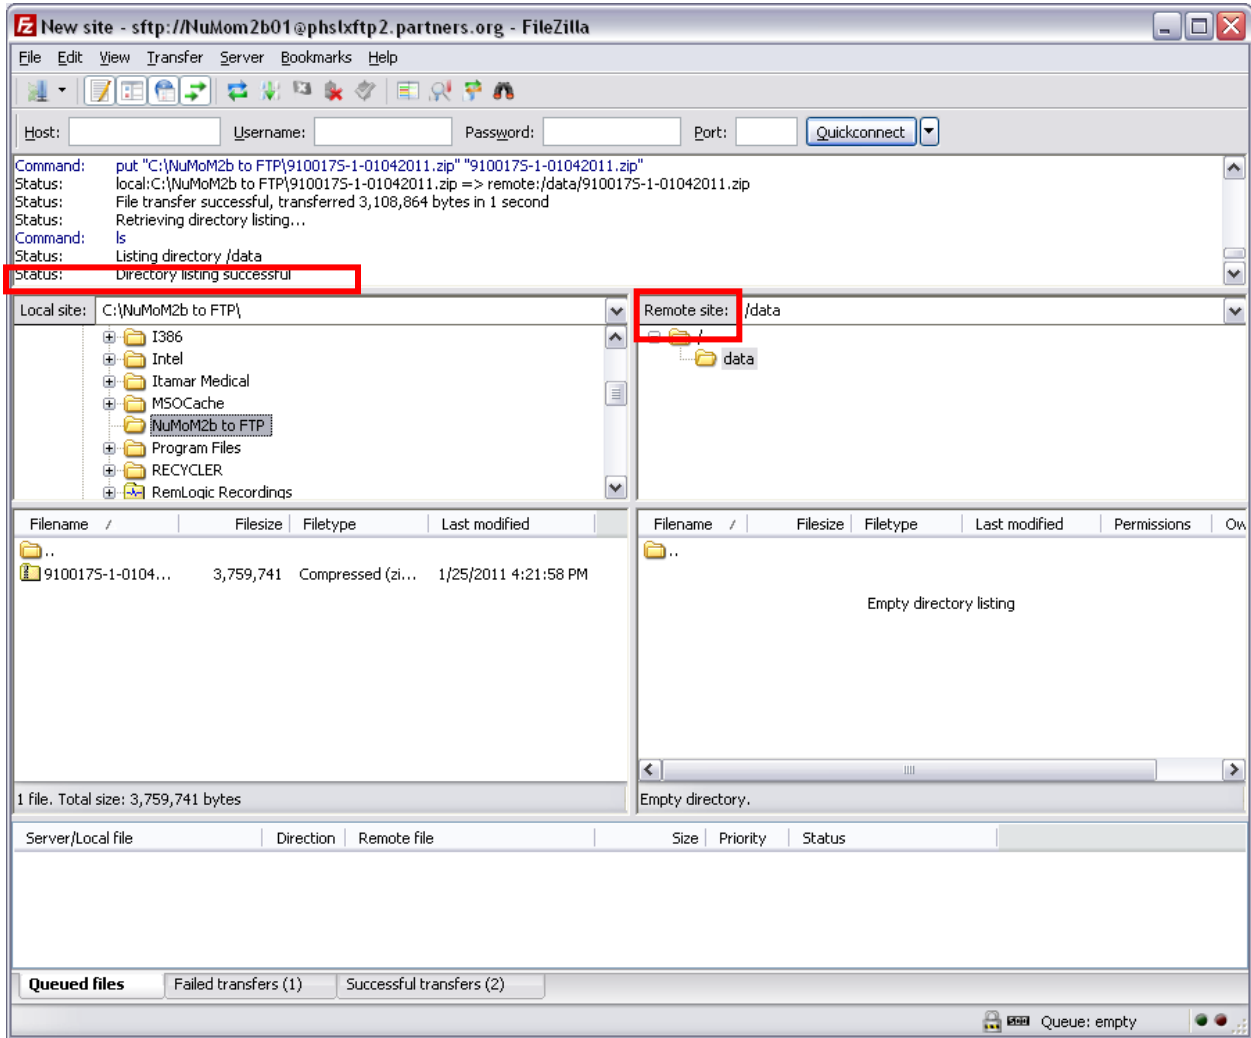 New site - sftp://NuMom2b01@phslxftp2.partners.org - FileZilla
File Edit View Transfer Server Bookmarks Help
Host: Username: Password: Port: Quickconnect
Command: put "C:\NuMoM2b to FTP\910017S-1-01042011.zip" "910017S-1-01042011.zip"
Status: local:C:\NuMoM2b to FTP\910017S-1-01042011.zip => remote:/data/910017S-1-01042011.zip
Status: File transfer successful, transferred 3,108,864 bytes in 1 second
Status: Retrieving directory listing...
Command: ls
Status: Listing directory /data
Status: Directory listing successful
Local site: C:\NuMoM2b to FTP\
Remote site: /data
I386
Intel
Itamar Medical
MSOCache
NuMoM2b to FTP
Program Files
RECYCLER
RemLogic Recordings
/
data
Filename / Filesize Filetype Last modified
..
910017S-1-0104... 3,759,741 Compressed (zi... 1/25/2011 4:21:58 PM
1 file. Total size: 3,759,741 bytes
Filename / Filesize Filetype Last modified Permissions Ow
..
Empty directory listing
Empty directory.
Server/Local file Direction Remote file Size Priority Status
Queued files Failed transfers (1) Successful transfers (2)
Queue: empty